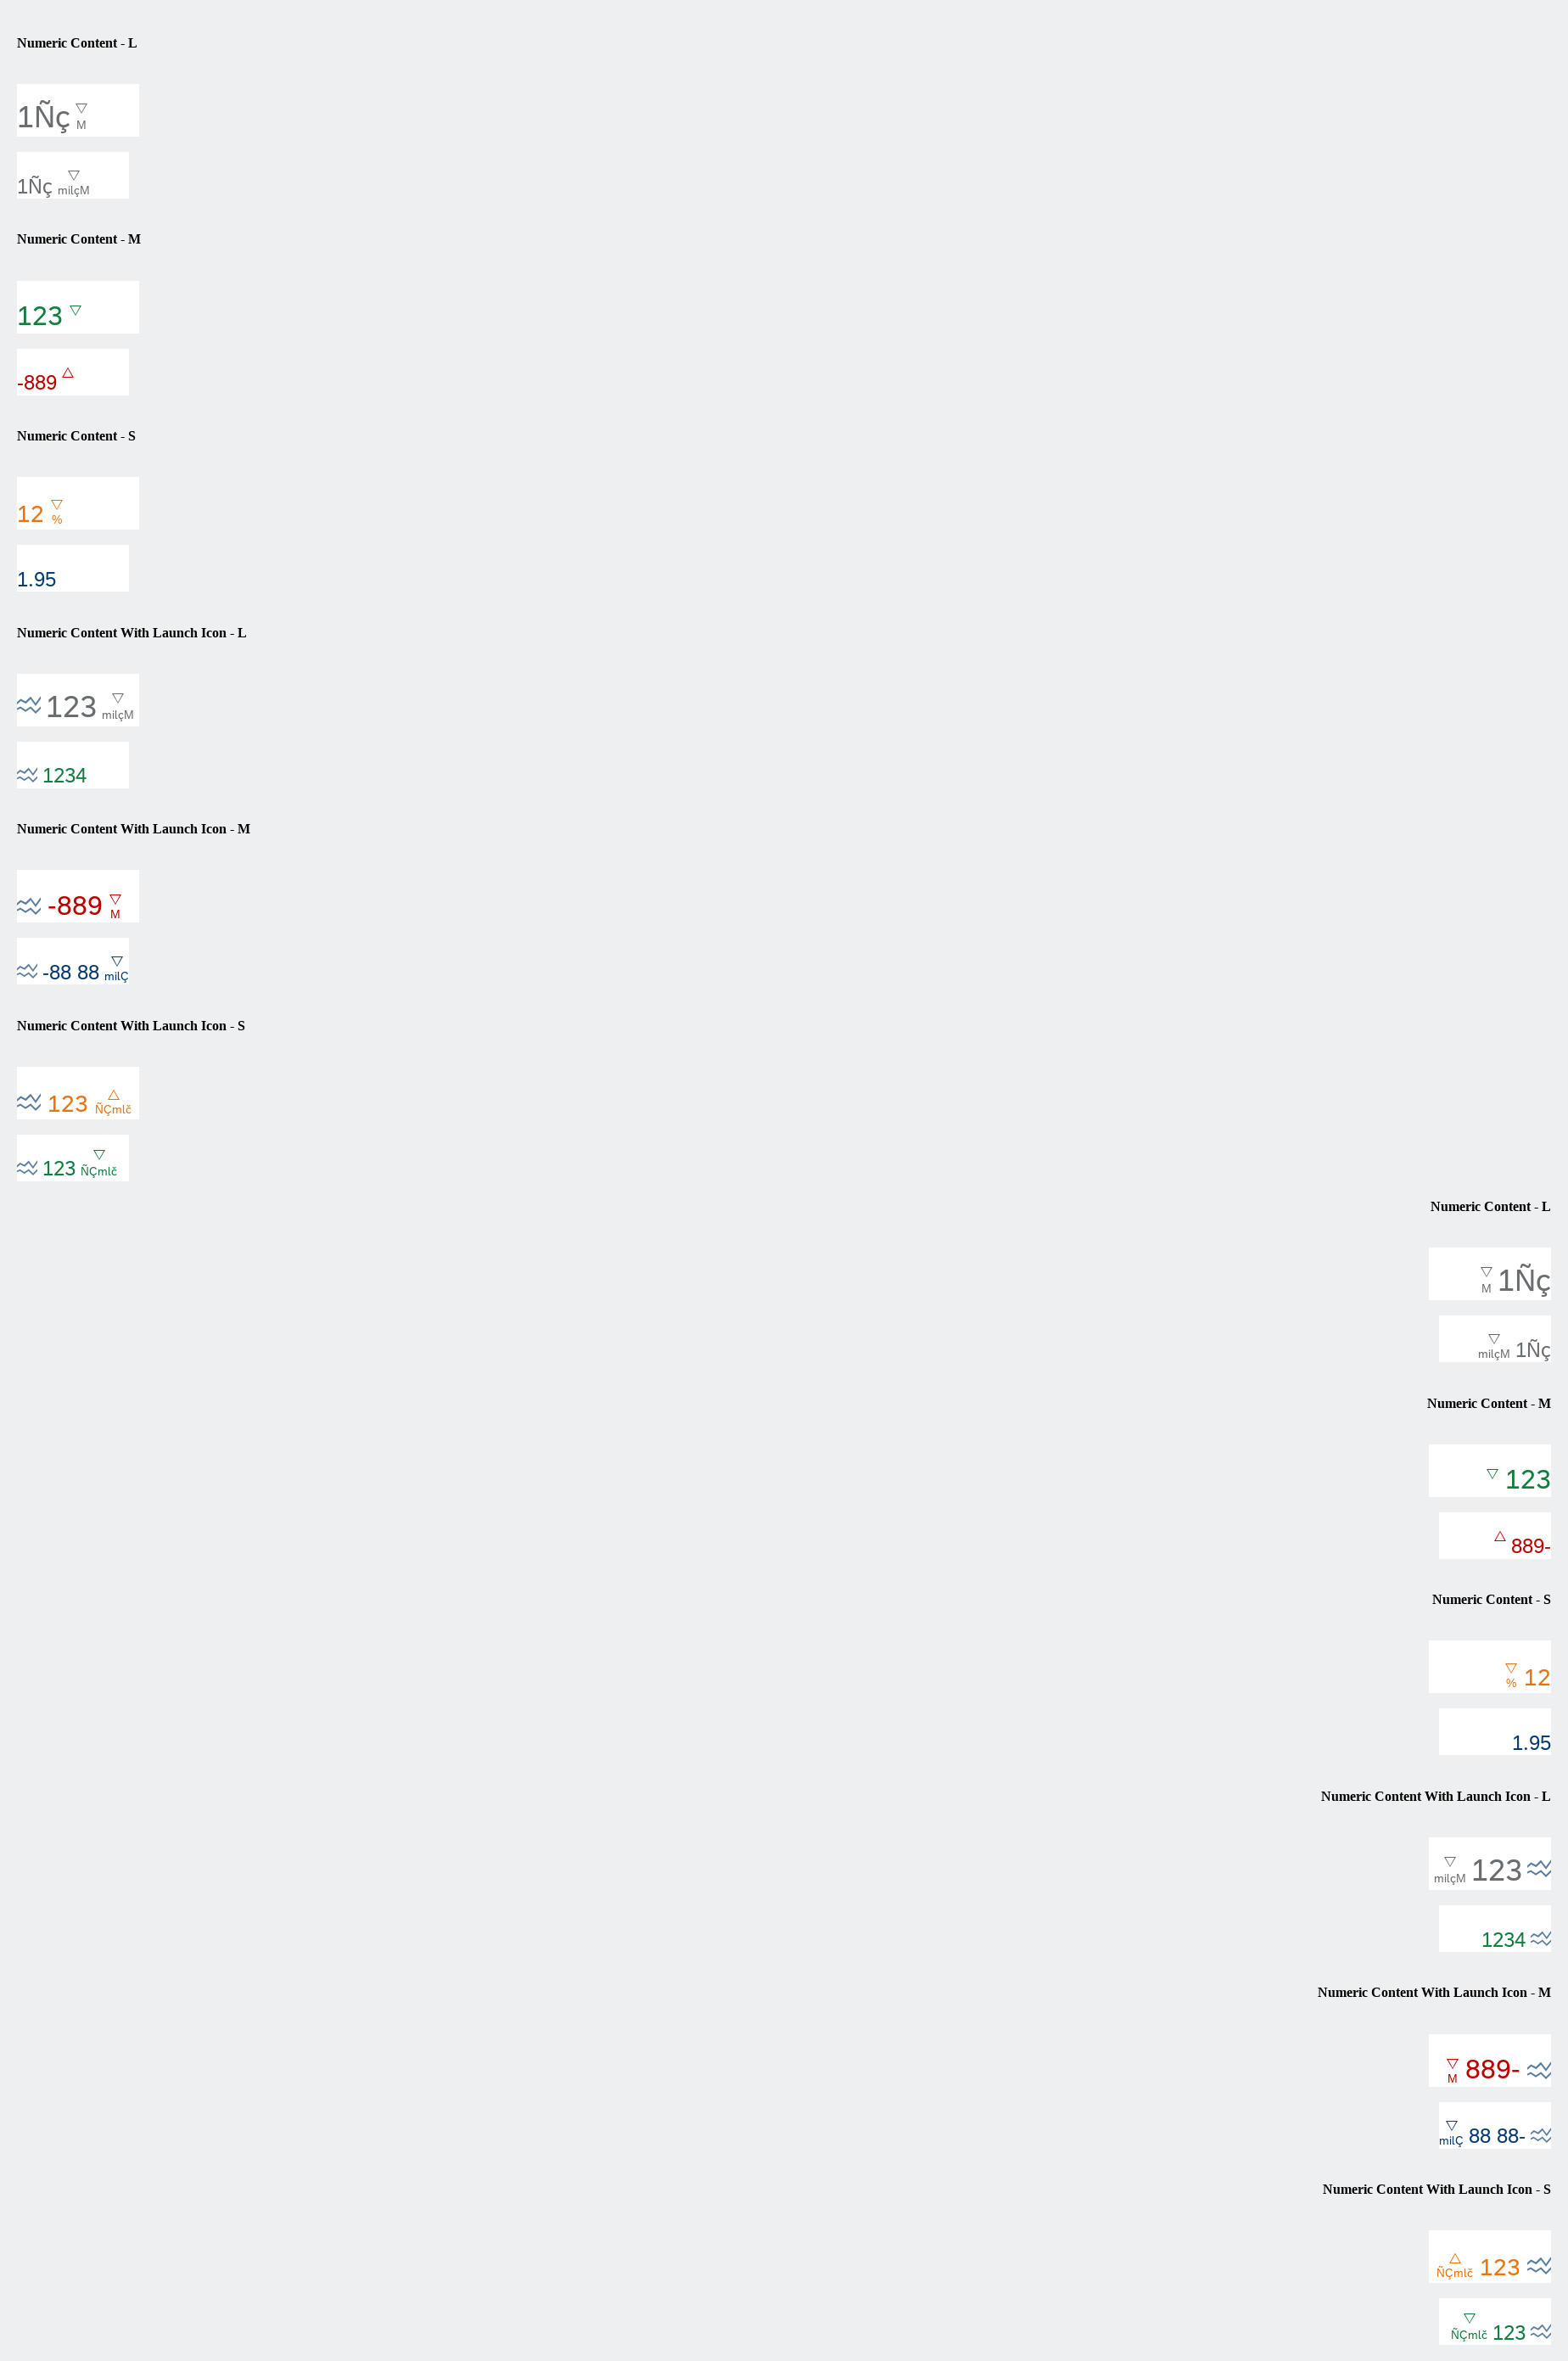 Numeric Content - L
1Ñç M
1Ñç milçM
Numeric Content - M
123
-889
Numeric Content - S
12 %
1.95
Numeric Content With Launch Icon - L
123 milçM
1234
Numeric Content With Launch Icon - M
-889 M
-88 88 milÇ
Numeric Content With Launch Icon - S
123 ÑÇmlč
123 ÑÇmlč
Numeric Content - L
M 1Ñç
milçM 1Ñç
Numeric Content - M
123
889-
Numeric Content - S
% 12
1.95
Numeric Content With Launch Icon - L
milçM 123
1234
Numeric Content With Launch Icon - M
M 889-
milÇ 88 88-
Numeric Content With Launch Icon - S
ÑÇmlč 123
ÑÇmlč 123